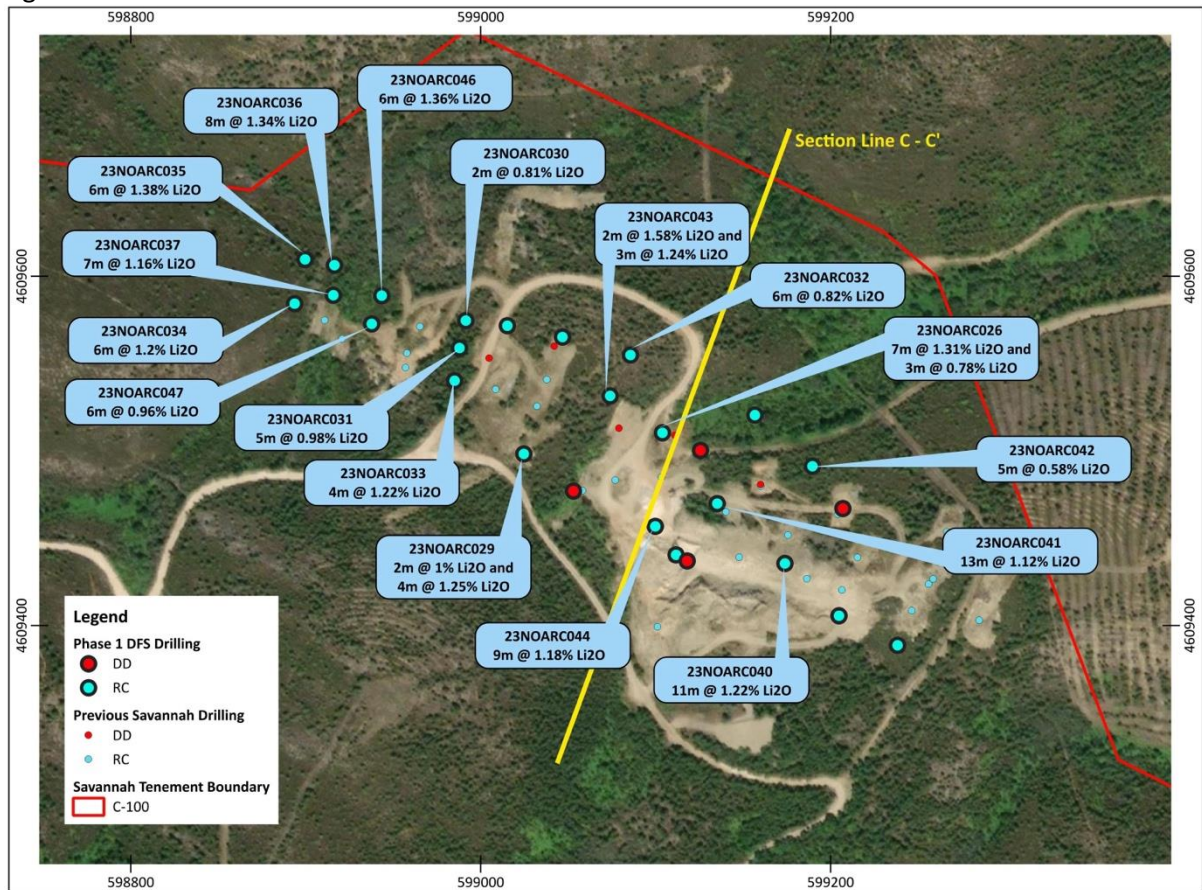 598800
599000
599200
23NOARC046
6m @ 1.36% Li2O
23NOARC036
8m @ 1.34% Li2O
23NOARC030
2m @ 0.81% Li2O
Section Line C - C'
23NOARC035
6m @ 1.38% Li2O
23NOARC043
2m @ 1.58% Li2O and
3m @ 1.24% Li2O
23NOARC037
7m @ 1.16% Li2O
23NOARC032
6m @ 0.82% Li2O
4609600
4609600
23NOARC034
6m @ 1.2% Li2O
23NOARC026
7m @ 1.31% Li2O and
3m @ 0.78% Li2O
23NOARC047
6m @ 0.96% Li2O
23NOARC031
5m @ 0.98% Li2O
23NOARC042
5m @ 0.58% Li2O
23NOARC033
4m @ 1.22% Li2O
23NOARC029
2m @ 1% Li2O and
4m @ 1.25% Li2O
23NOARC041
13m @ 1.12% Li2O
4609400
4609400
23NOARC044
9m @ 1.18% Li2O
23NOARC040
11m @ 1.22% Li2O
Legend
Phase 1 DFS Drilling
DD
RC
Previous Savannah Drilling
DD
RC
Savannah Tenement Boundary
C-100
598800
599000
599200